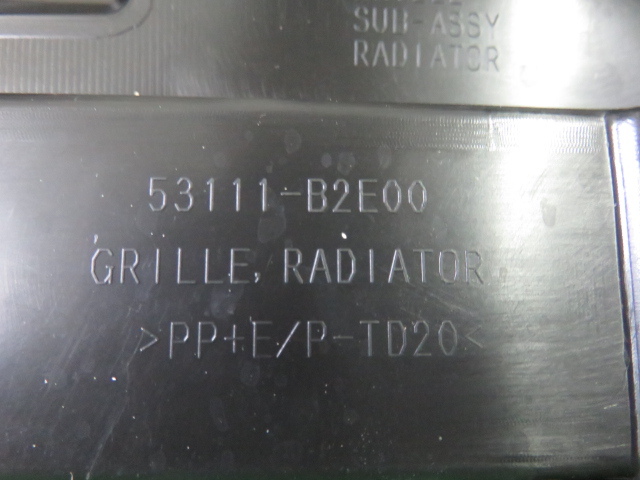 SUB-ASSY
RADIATOR
53111-B2E00
GRILLE, RADIATOR
>PP+E/P-TD20<